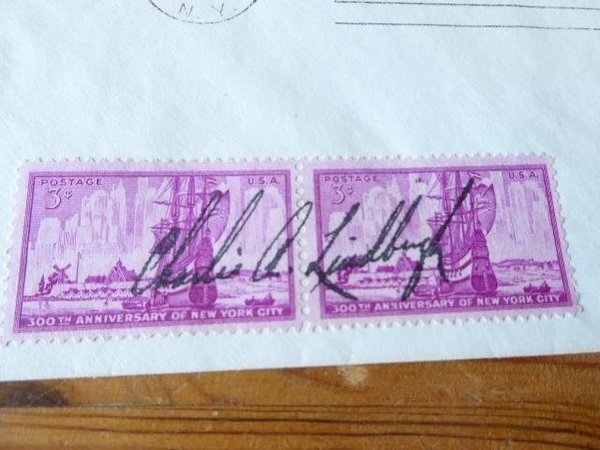 N.Y.
POSTAGE U.S.A.
3¢
300TH ANNIVERSARY OF NEW YORK CITY
POSTAGE U.S.A.
3¢
300TH ANNIVERSARY OF NEW YORK CITY
Charles A. Lindbergh